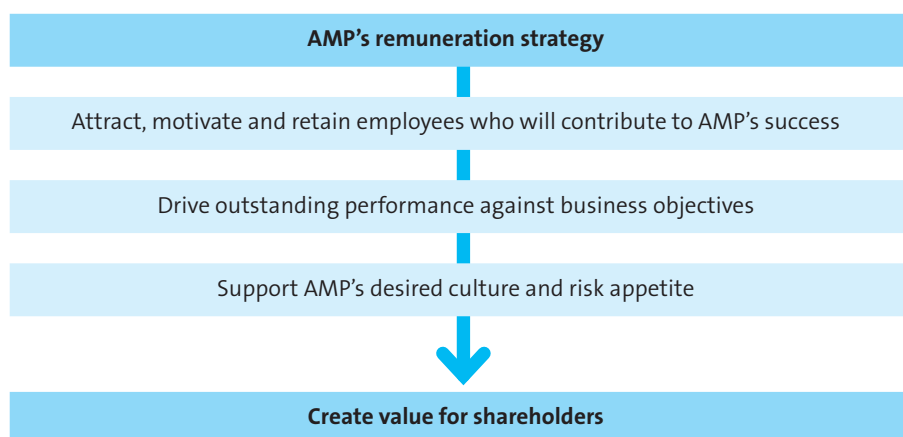 AMP’s remuneration strategy
Attract, motivate and retain employees who will contribute to AMP’s success
Drive outstanding performance against business objectives
Support AMP’s desired culture and risk appetite
Create value for shareholders